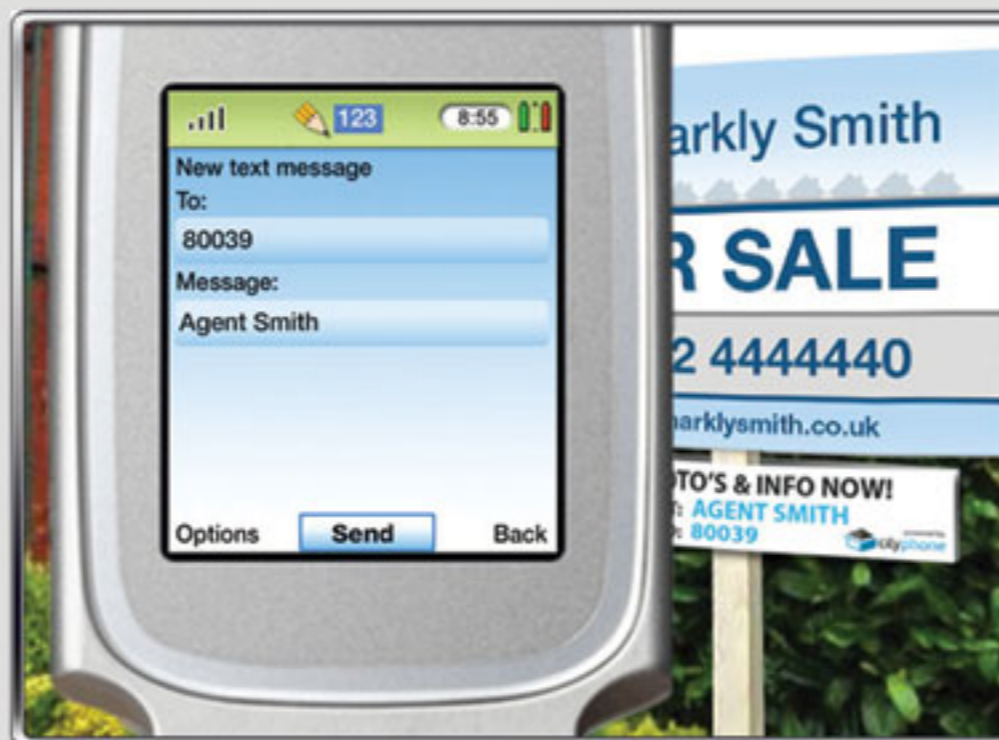 123
8:55
New text message
To:
80039
Message:
Agent Smith
Options Send Back
arkly Smith
R SALE
2 4444440
arklysmith.co.uk
TO'S & INFO NOW!
: AGENT SMITH
: 80039
cityphone